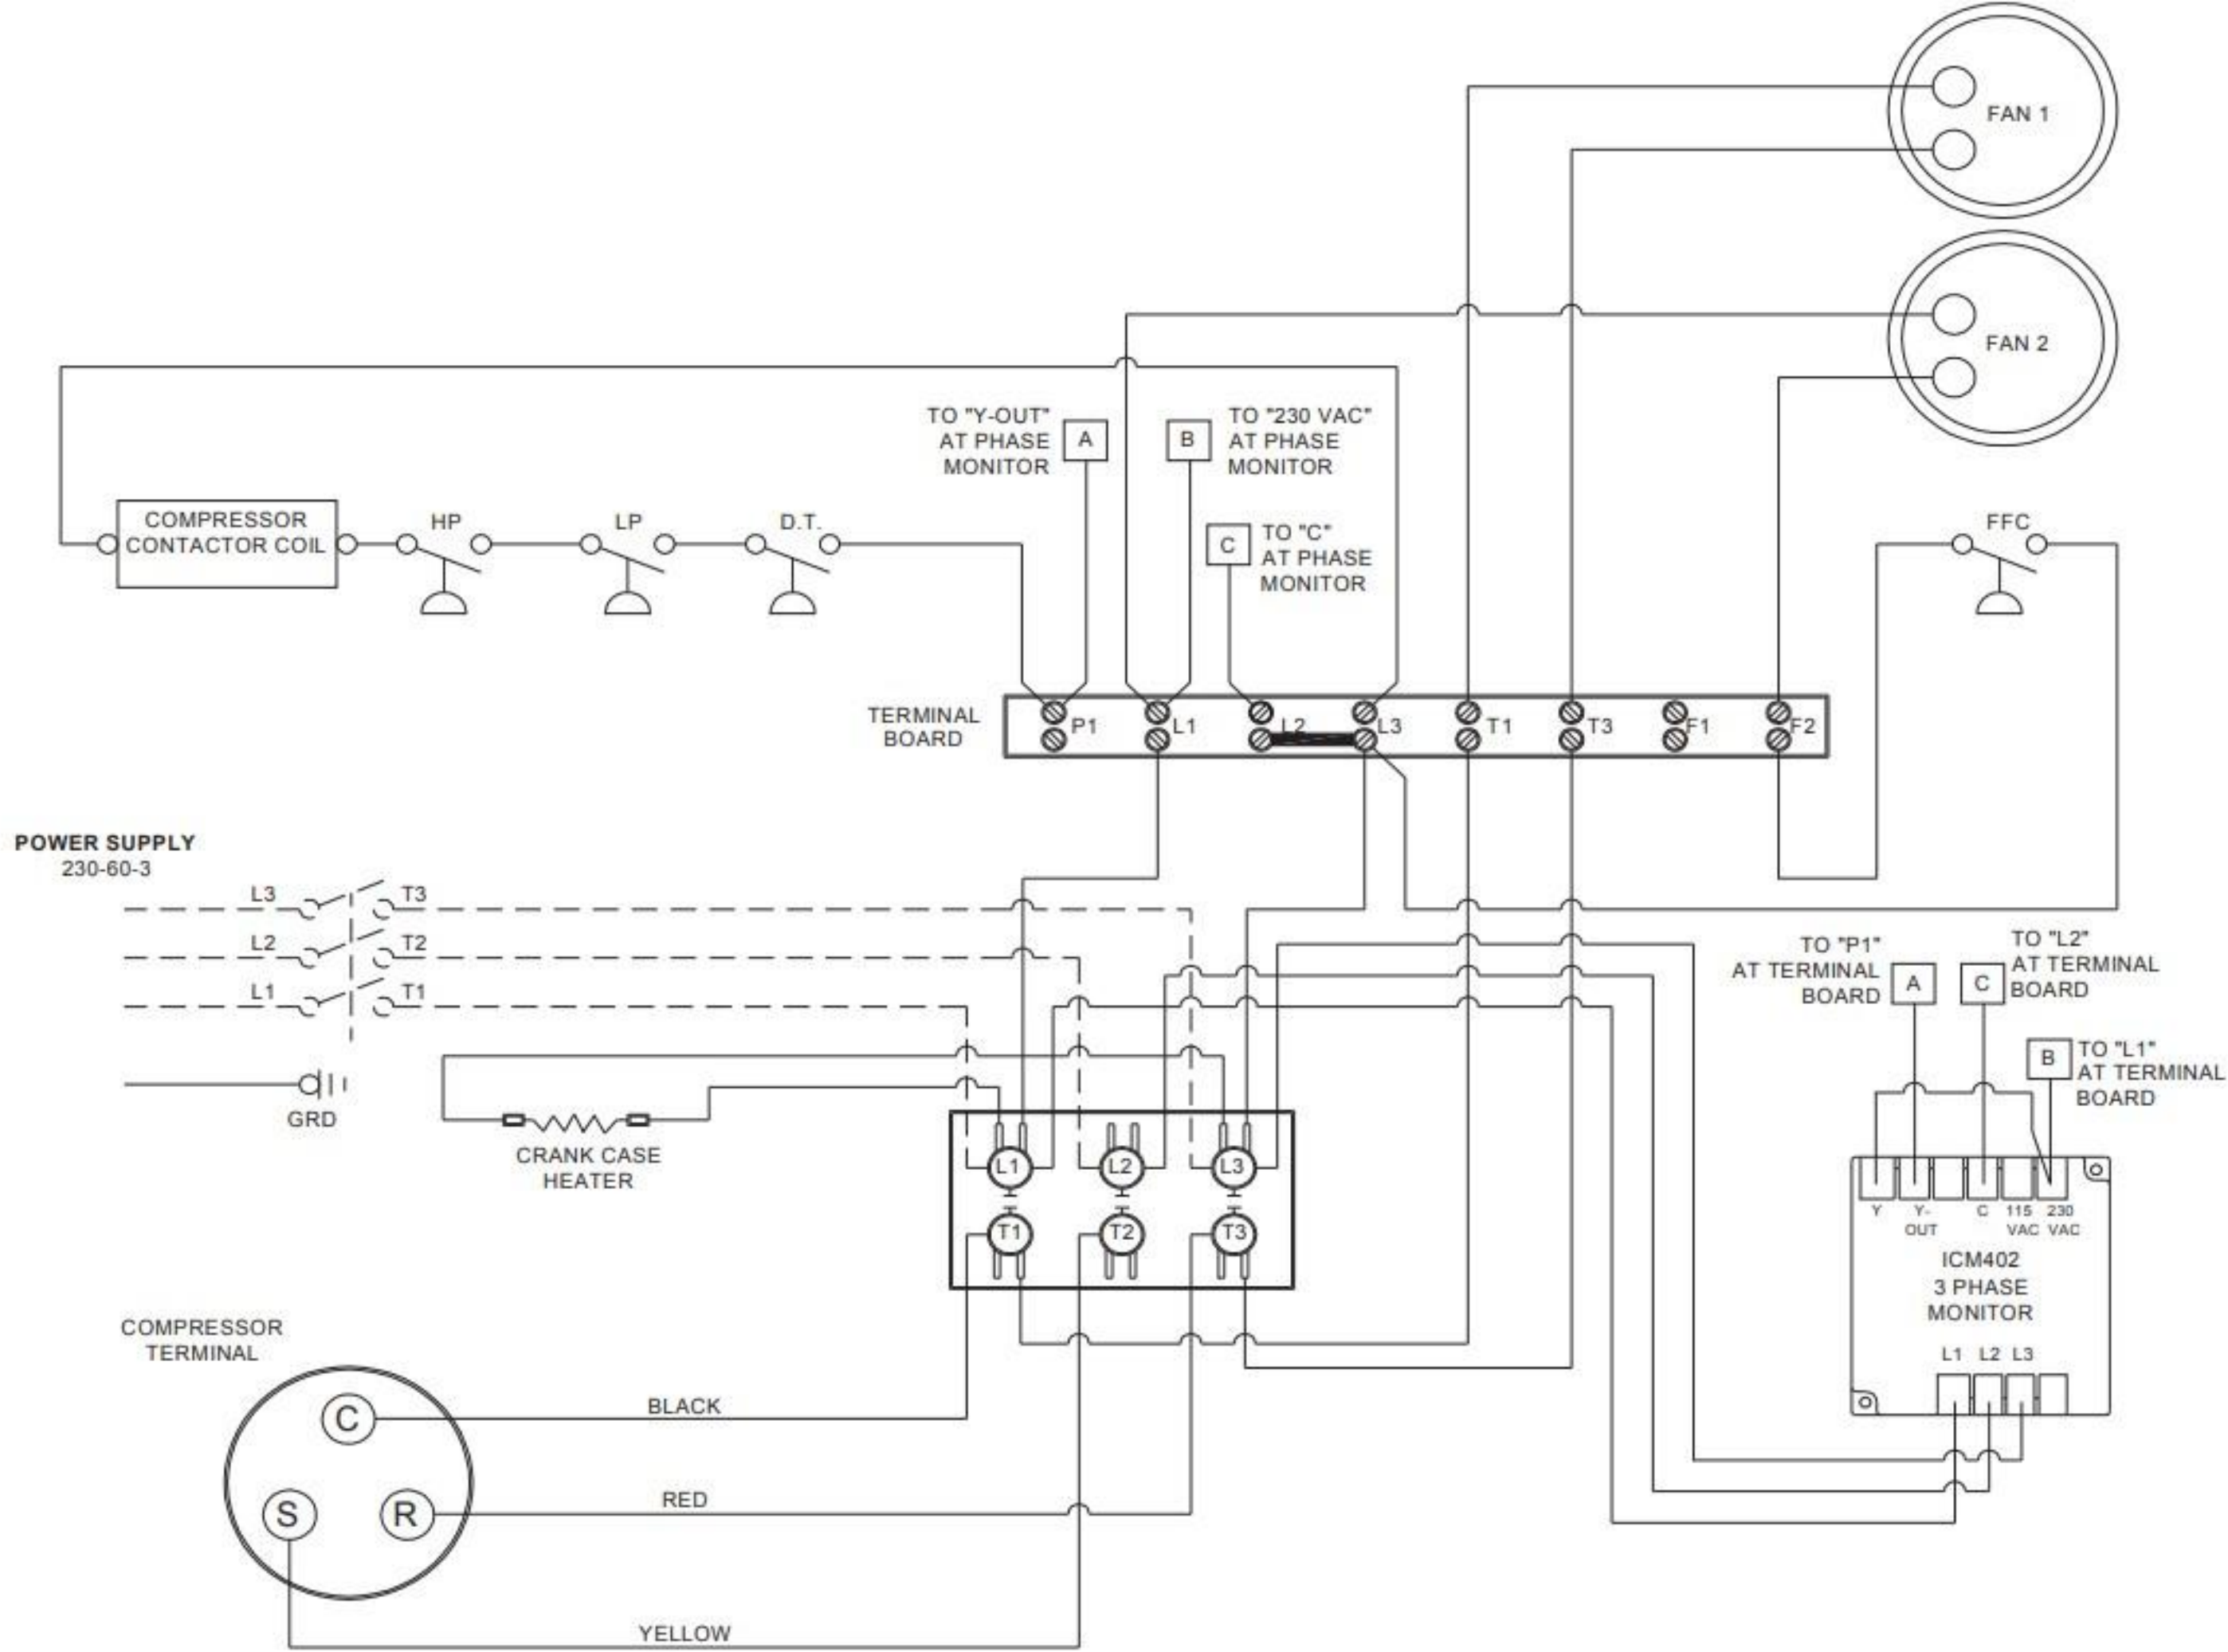 FAN 1
FAN 2
TO "Y-OUT"
AT PHASE
MONITOR
A
B
TO "230 VAC"
AT PHASE
MONITOR
C
TO "C"
AT PHASE
MONITOR
COMPRESSOR
CONTACTOR COIL
HP
LP
D.T.
FFC
TERMINAL
BOARD
P1
L1
L2
L3
T1
T3
F1
F2
POWER SUPPLY
230-60-3
L3
T3
L2
T2
L1
T1
GRD
CRANK CASE
HEATER
TO "P1"
AT TERMINAL
BOARD
A
C
TO "L2"
AT TERMINAL
BOARD
B
TO "L1"
AT TERMINAL
BOARD
L1
L2
L3
T1
T2
T3
Y
Y-
OUT
C
115
VAC
230
VAC
ICM402
3 PHASE
MONITOR
L1 L2 L3
COMPRESSOR
TERMINAL
C
S
R
BLACK
RED
YELLOW